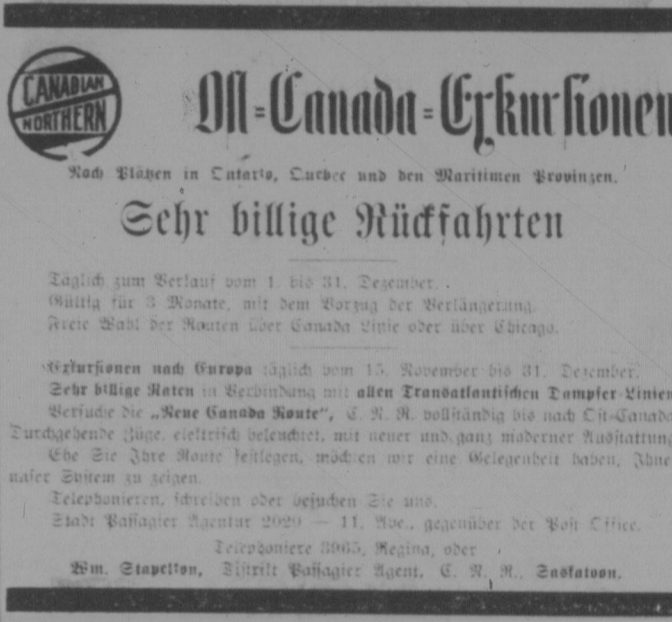 CANADIAN
NORTHERN
Ost=Canada=Exkursionen
Nach Plätzen in Ontario, Quebec und den Maritimen Provinzen.
Sehr billige Rückfahrten
Täglich zum Verkauf vom 1. bis 31. Dezember.
Gültig für 3 Monate, mit dem Vorzug der Verlängerung.
Freie Wahl der Routen über Canada Linie oder über Chicago.
Exkursionen nach Europa täglich vom 15. November bis 31. Dezember.
Sehr billige Raten in Verbindung mit allen Transatlantischen Dampfer-Linien
Versuche die „Neue Canada Route“, C. N. R. vollständig bis nach Ost-Canada
Durchgehende Züge, elektrisch beleuchtet, mit neuer und ganz moderner Ausstattung
Ehe Sie Ihre Route festlegen, möchten wir eine Gelegenheit haben, Ihne
unser System zu zeigen.
Telephonieren, schreiben oder besuchen Sie uns.
Stadt Passagier Agentur 2020 — 11. Ave., gegenüber der Post Office.
Telephoniere 3965, Regina, oder
Wm. Stapelton, Distrikt Passagier Agent, C. N. R., Saskatoon.